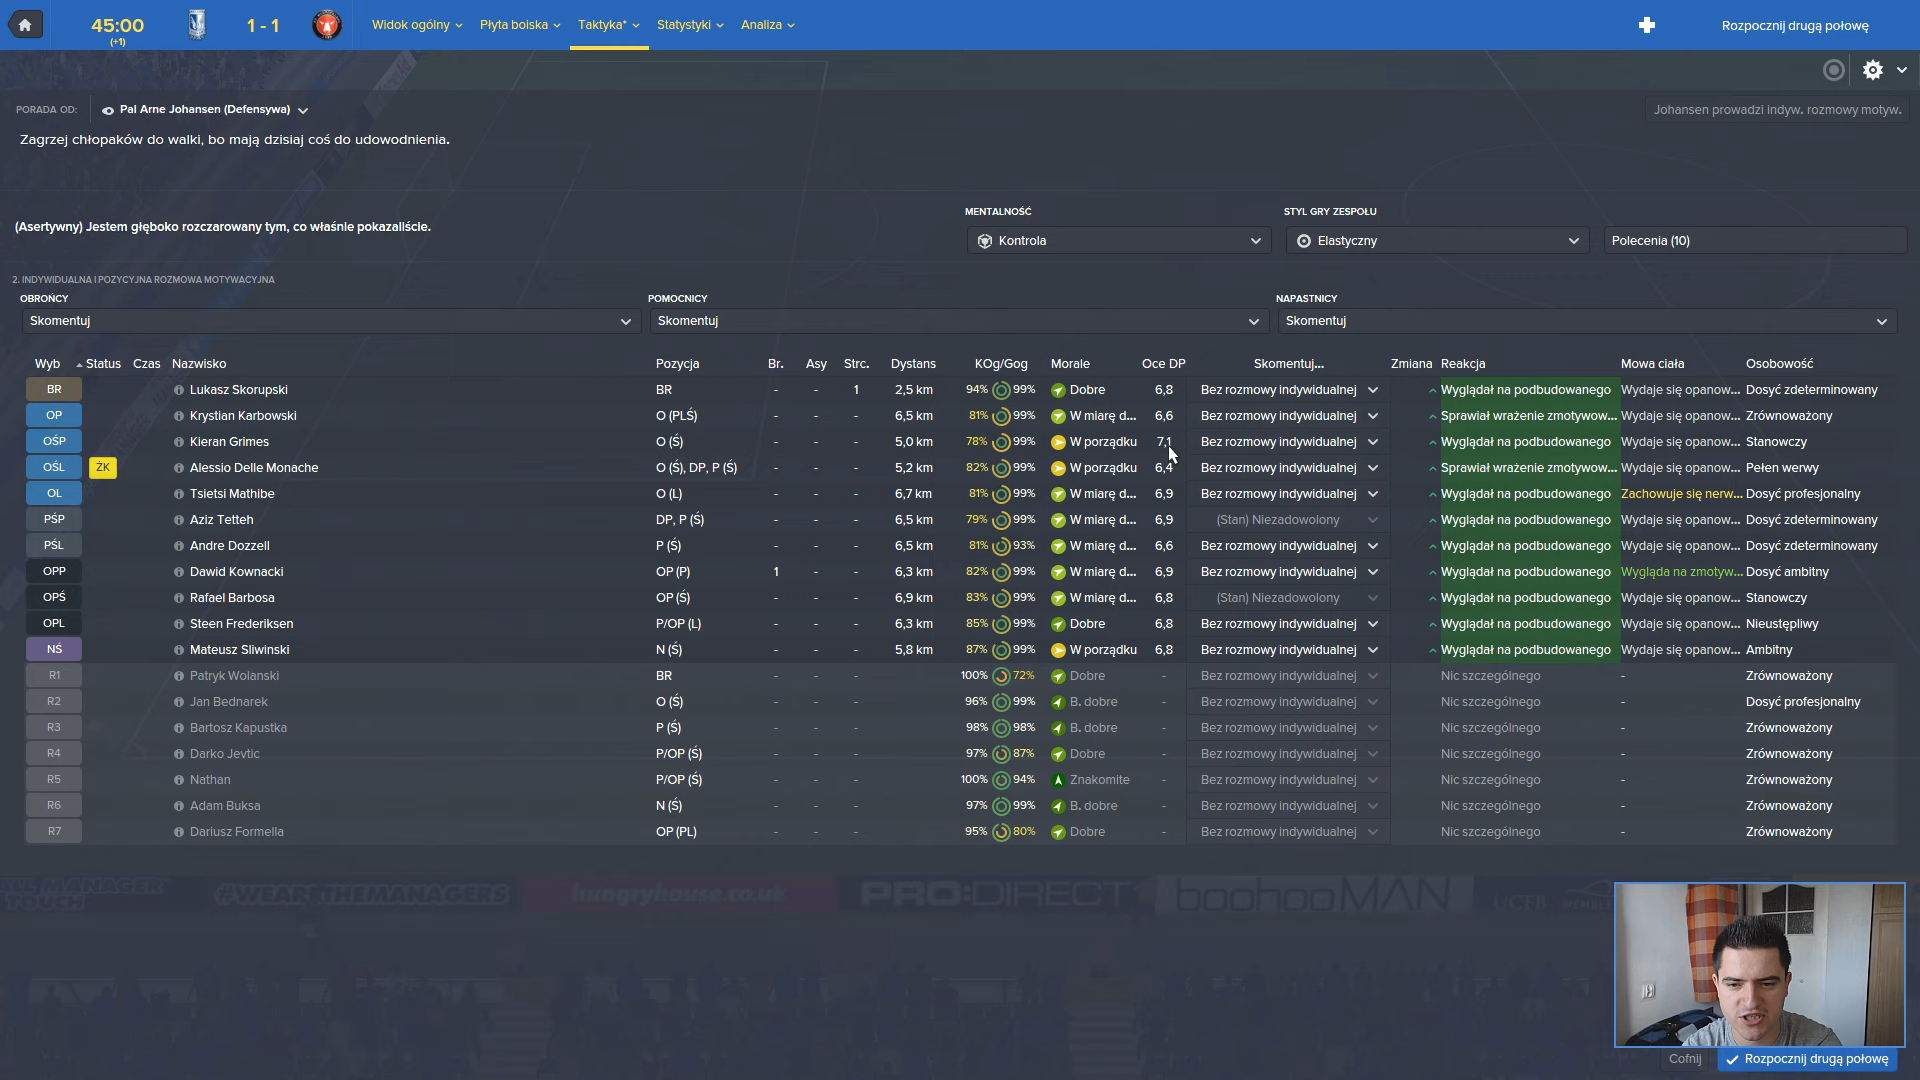 45:00
(+1)
1 - 1
Widok ogólny
Płyta boiska
Taktyka*
Statystyki
Analiza
Rozpocznij drugą połowę
PORADA OD:
Pal Arne Johansen (Defensywa)
Johansen prowadzi indyw. rozmowy motyw.
Zagrzej chłopaków do walki, bo mają dzisiaj coś do udowodnienia.
MENTALNOŚĆ
STYL GRY ZESPOŁU
(Asertywny) Jestem głęboko rozczarowany tym, co właśnie pokazaliście.
Kontrola
Elastyczny
Polecenia (10)
2. INDYWIDUALNA I POZYCYJNA ROZMOWA MOTYWACYJNA
OBROŃCY
POMOCNICY
NAPASTNICY
Skomentuj
Skomentuj
Skomentuj
Wyb Status Czas Nazwisko Pozycja Br. Asy Strc. Dystans KOg/Gog Morale Oce DP Skomentuj... Zmiana Reakcja Mowa ciała Osobowość
BR Lukasz Skorupski BR - - 1 2,5 km 94% 99% Dobre 6,8 Bez rozmowy indywidualnej Wyglądał na podbudowanego Wydaje się opanow... Dosyć zdeterminowany
OP Krystian Karbowski O (PLŚ) - - - 6,5 km 81% 99% W miarę d... 6,6 Bez rozmowy indywidualnej Sprawiał wrażenie zmotywow... Wydaje się opanow... Zrównoważony
OŚP Kieran Grimes O (Ś) - - - 5,0 km 78% 99% W porządku 7,1 Bez rozmowy indywidualnej Wyglądał na podbudowanego Wydaje się opanow... Stanowczy
OŚL ŻK Alessio Delle Monache O (Ś), DP, P (Ś) - - - 5,2 km 82% 99% W porządku 6,4 Bez rozmowy indywidualnej Sprawiał wrażenie zmotywow... Wydaje się opanow... Pełen werwy
OL Tsietsi Mathibe O (L) - - - 6,7 km 81% 99% W miarę d... 6,9 Bez rozmowy indywidualnej Wyglądał na podbudowanego Zachowuje się nerw... Dosyć profesjonalny
PŚP Aziz Tetteh DP, P (Ś) - - - 6,5 km 79% 99% W miarę d... 6,9 (Stan) Niezadowolony Wyglądał na podbudowanego Wydaje się opanow... Dosyć zdeterminowany
PŚL Andre Dozzell P (Ś) - - - 6,5 km 81% 93% W miarę d... 6,6 Bez rozmowy indywidualnej Wyglądał na podbudowanego Wydaje się opanow... Dosyć zdeterminowany
OPP Dawid Kownacki OP (P) 1 - - 6,3 km 82% 99% W miarę d... 6,9 Bez rozmowy indywidualnej Wyglądał na podbudowanego Wygląda na zmotyw... Dosyć ambitny
OPŚ Rafael Barbosa OP (Ś) - - - 6,9 km 83% 99% W miarę d... 6,8 (Stan) Niezadowolony Wyglądał na podbudowanego Wydaje się opanow... Stanowczy
OPL Steen Frederiksen P/OP (L) - - - 6,3 km 85% 99% Dobre 6,8 Bez rozmowy indywidualnej Wyglądał na podbudowanego Wydaje się opanow... Nieustępliwy
NŚ Mateusz Sliwinski N (Ś) - - - 5,8 km 87% 99% W porządku 6,8 Bez rozmowy indywidualnej Wyglądał na podbudowanego Wydaje się opanow... Ambitny
R1 Patryk Wolanski BR - - - 100% 72% Dobre - Bez rozmowy indywidualnej Nic szczególnego - Zrównoważony
R2 Jan Bednarek O (Ś) - - - 96% 99% B. dobre - Bez rozmowy indywidualnej Nic szczególnego - Dosyć profesjonalny
R3 Bartosz Kapustka P (Ś) - - - 98% 98% B. dobre - Bez rozmowy indywidualnej Nic szczególnego - Zrównoważony
R4 Darko Jevtic P/OP (Ś) - - - 97% 87% Dobre - Bez rozmowy indywidualnej Nic szczególnego - Zrównoważony
R5 Nathan P/OP (Ś) - - - 100% 94% Znakomite - Bez rozmowy indywidualnej Nic szczególnego - Zrównoważony
R6 Adam Buksa N (Ś) - - - 97% 99% B. dobre - Bez rozmowy indywidualnej Nic szczególnego - Zrównoważony
R7 Dariusz Formella OP (PL) - - - 95% 80% Dobre - Bez rozmowy indywidualnej Nic szczególnego - Zrównoważony
ALL MANAGER TOUCH #WEARETHEMANAGERS hungryhouse.co.uk PRO:DIRECT boohooMAN UCFB
Cofnij
Rozpocznij drugą połowę